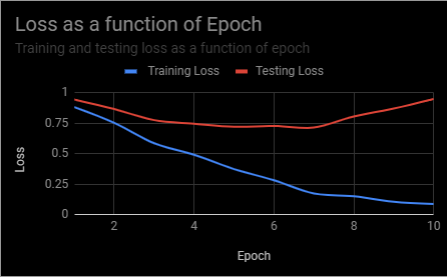 Loss as a function of Epoch
Training and testing loss as a function of epoch
Training Loss Testing Loss
1
0.75
0.5
0.25
0
Loss
2 4 6 8 10
Epoch